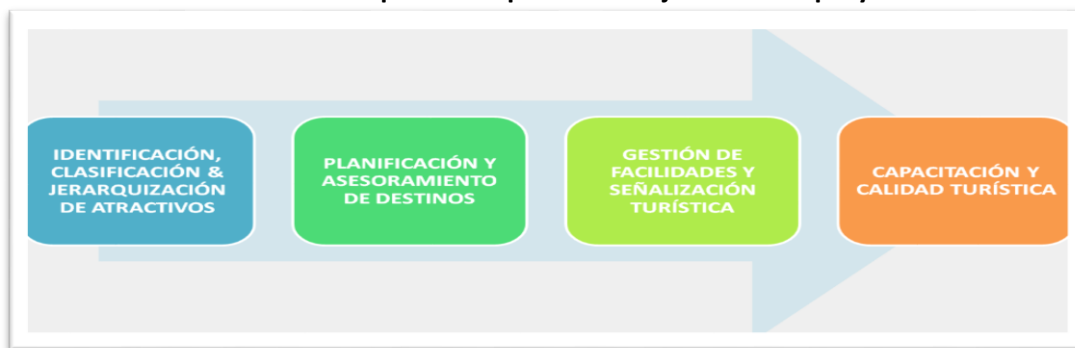 IDENTIFICACIÓN,
CLASIFICACIÓN &
JERARQUIZACIÓN
DE ATRACTIVOS
PLANIFICACIÓN Y
ASESORAMIENTO
DE DESTINOS
GESTIÓN DE
FACILIDADES Y
SEÑALIZACIÓN
TURÍSTICA
CAPACITACIÓN Y
CALIDAD TURÍSTICA